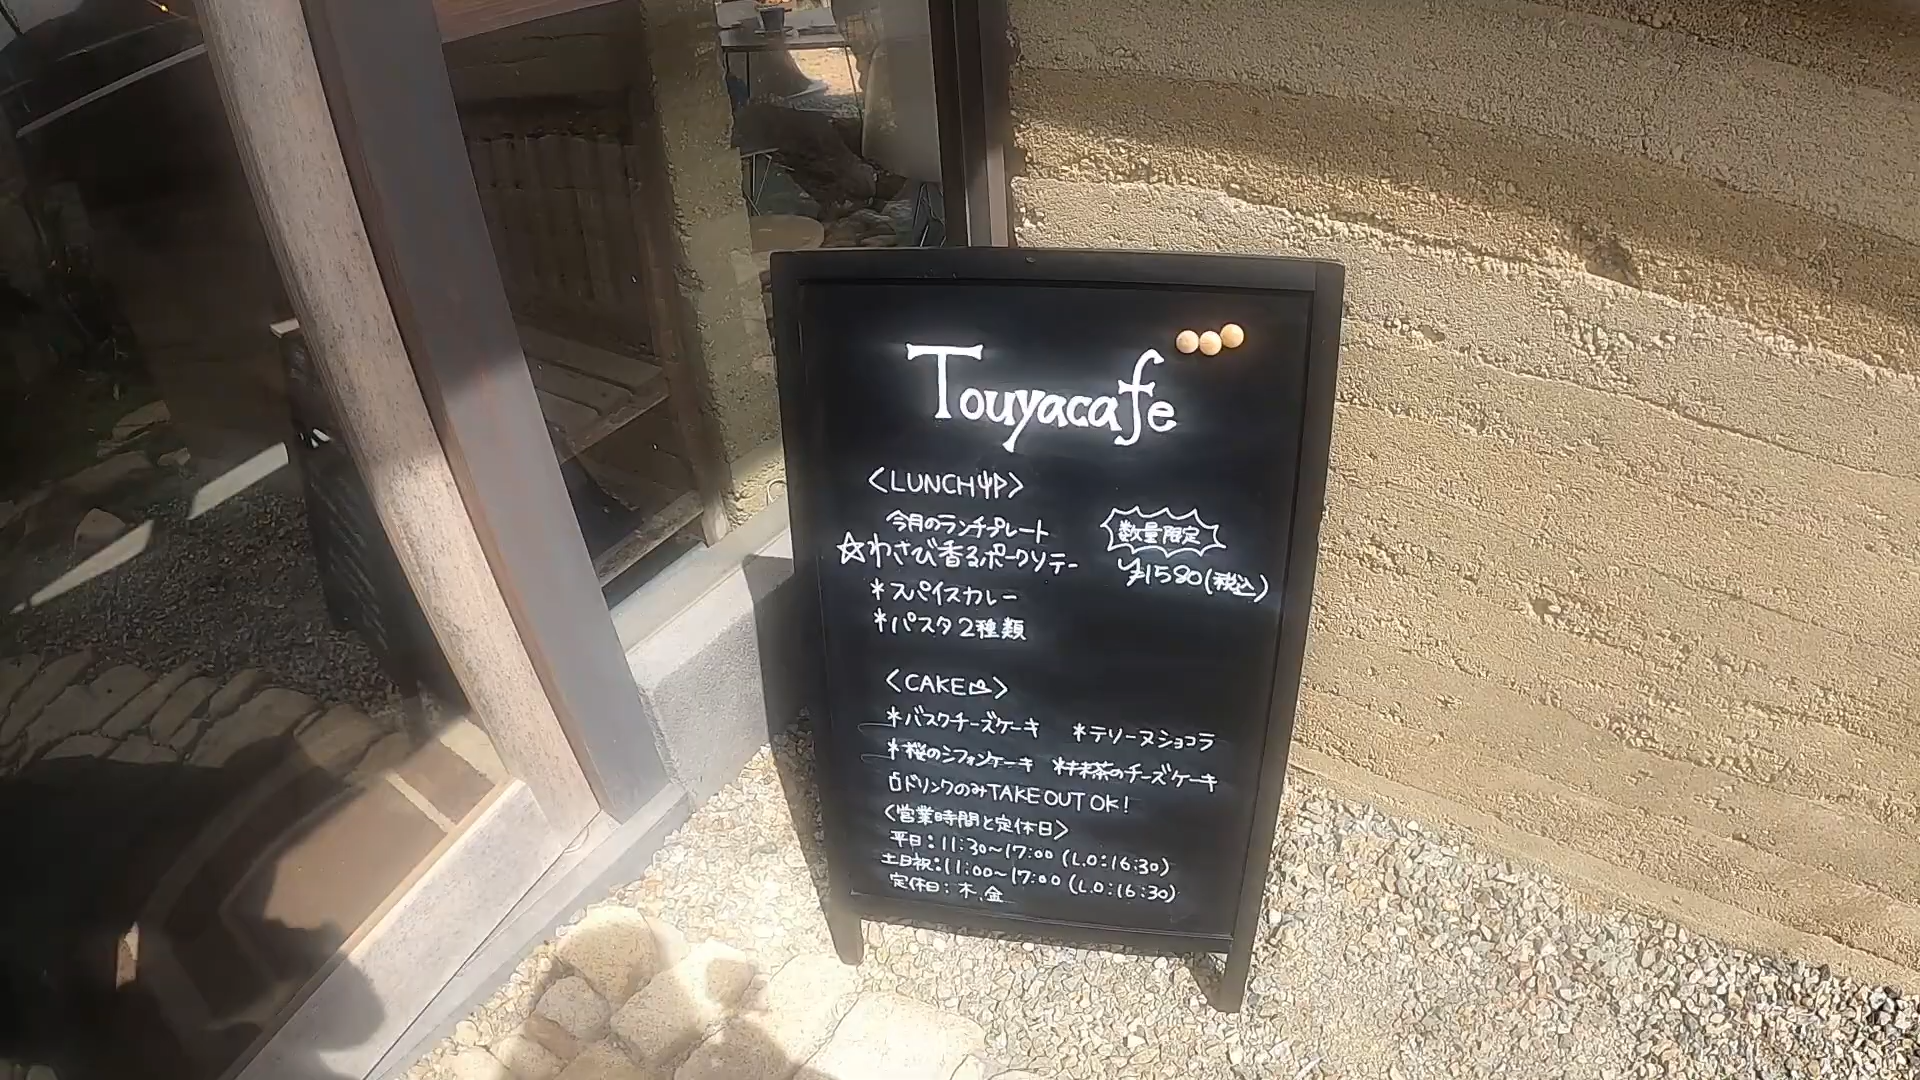 Touyacafe
<LUNCH>
今月のランチプレート
数量限定
☆わさび香るポークソテー
¥1580(税込)
*スパイスカレー
*パスタ2種類
<CAKE>
*バスクチーズケーキ *テリーヌショコラ
*桜のシフォンケーキ *抹茶のチーズケーキ
ドリンクのみTAKE OUT OK!
<営業時間と定休日>
平日:11:30~17:00 (L.O:16:30)
土日祝:11:00~17:00 (L.O:16:30)
定休日:木、金